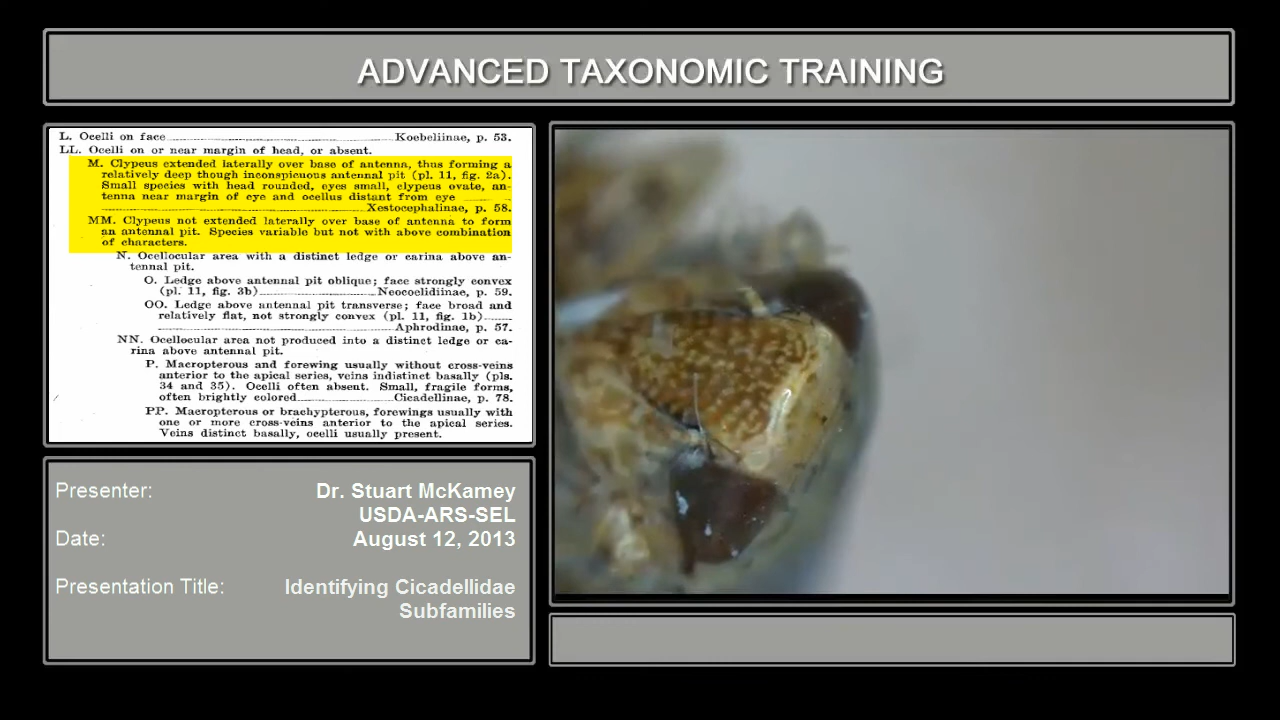 ADVANCED TAXONOMIC TRAINING
L. Ocelli on face Koebeliinae, p. 53.
LL. Ocelli on or near margin of head, or absent.
M. Clypeus extended laterally over base of antenna, thus forming a
relatively deep though inconspicuous antennal pit (pl. 11, fig. 2a).
Small species with head rounded, eyes small, clypeus ovate, an-
tenna near margin of eye and ocellus distant from eye
Xestocephalinae, p. 58.
MM. Clypeus not extended laterally over base of antenna to form
an antennal pit. Species variable but not with above combination
of characters.
N. Ocellocular area with a distinct ledge or carina above an-
tennal pit.
O. Ledge above antennal pit oblique; face strongly convex
(pl. 11, fig. 3b) Neocoelidiinae, p. 59.
OO. Ledge above antennal pit transverse; face broad and
relatively flat, not strongly convex (pl. 11, fig. 1b)
Aphrodinae, p. 57.
NN. Ocellocular area not produced into a distinct ledge or ca-
rina above antennal pit.
P. Macropterous and forewing usually without cross-veins
anterior to the apical series, veins indistinct basally (pls.
34 and 35). Ocelli often absent. Small, fragile forms,
often brightly colored Cicadellinae, p. 78.
PP. Macropterous or brachypterous, forewings usually with
one or more cross-veins anterior to the apical series.
Veins distinct basally, ocelli usually present.
Presenter: Dr. Stuart McKamey
USDA-ARS-SEL
Date: August 12, 2013
Presentation Title: Identifying Cicadellidae
Subfamilies